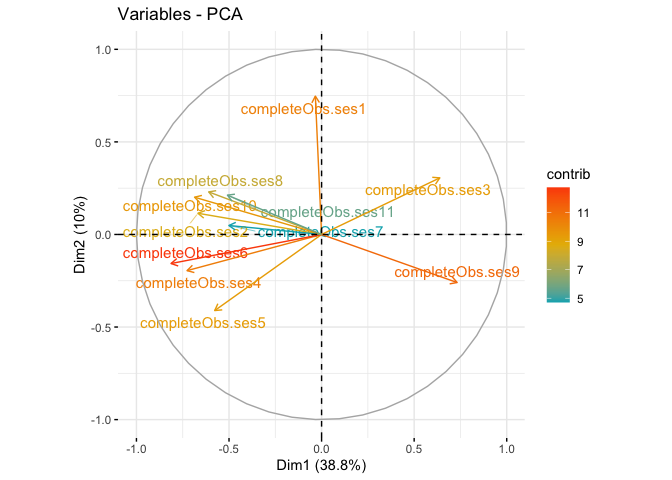 Variables - PCA
1.0
completeObs.ses1
0.5
contrib
completeObs.ses8
completeObs.ses3
completeObs.ses10
completeObs.ses11
11
completeObs.ses2
completeObs.ses7
0.0
9
completeObs.ses6
completeObs.ses9
7
completeObs.ses4
5
completeObs.ses5
-0.5
-1.0
Dim2 (10%)
-1.0
-0.5
0.0
0.5
1.0
Dim1 (38.8%)